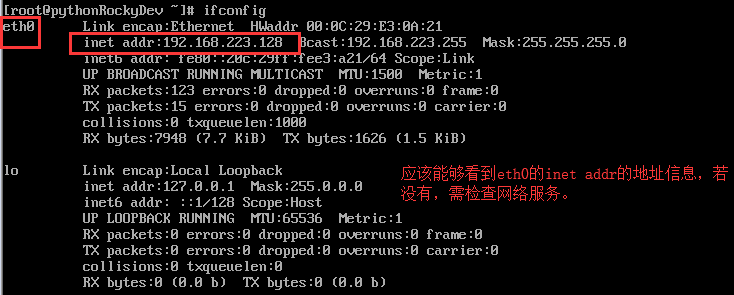 [root@pythonRockyDev ~]# ifconfig
eth0 Link encap:Ethernet HWaddr 00:0C:29:E3:0A:21
inet addr:192.168.223.128 Bcast:192.168.223.255 Mask:255.255.255.0
inet6 addr: fe80::20c:29ff:fee3:a21/64 Scope:Link
UP BROADCAST RUNNING MULTICAST MTU:1500 Metric:1
RX packets:123 errors:0 dropped:0 overruns:0 frame:0
TX packets:15 errors:0 dropped:0 overruns:0 carrier:0
collisions:0 txqueuelen:1000
RX bytes:7948 (7.7 KiB) TX bytes:1626 (1.5 KiB)
lo Link encap:Local Loopback
inet addr:127.0.0.1 Mask:255.0.0.0
inet6 addr: ::1/128 Scope:Host
UP LOOPBACK RUNNING MTU:65536 Metric:1
RX packets:0 errors:0 dropped:0 overruns:0 frame:0
TX packets:0 errors:0 dropped:0 overruns:0 carrier:0
collisions:0 txqueuelen:0
RX bytes:0 (0.0 b) TX bytes:0 (0.0 b)
应该能够看到eth0的inet addr的地址信息，若
没有，需检查网络服务。